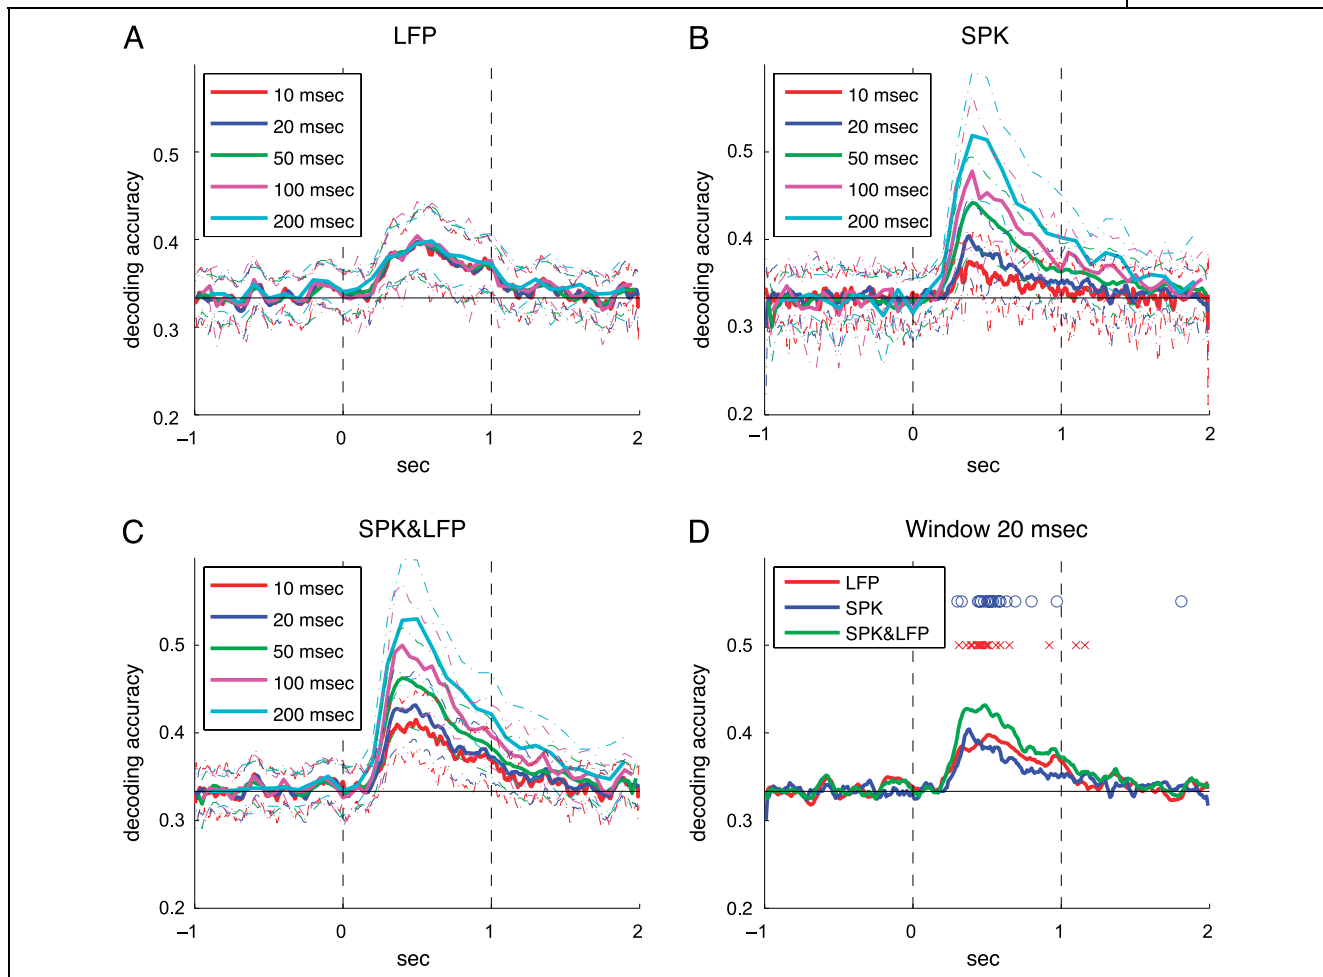 A
LFP
10 msec
20 msec
50 msec
100 msec
200 msec
decoding accuracy
0.5
0.4
0.3
0.2
−1
0
1
2
sec
B
SPK
10 msec
20 msec
50 msec
100 msec
200 msec
decoding accuracy
0.5
0.4
0.3
0.2
−1
0
1
2
sec
C
SPK&LFP
10 msec
20 msec
50 msec
100 msec
200 msec
decoding accuracy
0.5
0.4
0.3
0.2
−1
0
1
2
sec
D
Window 20 msec
LFP
SPK
SPK&LFP
decoding accuracy
0.5
0.4
0.3
0.2
−1
0
1
2
sec